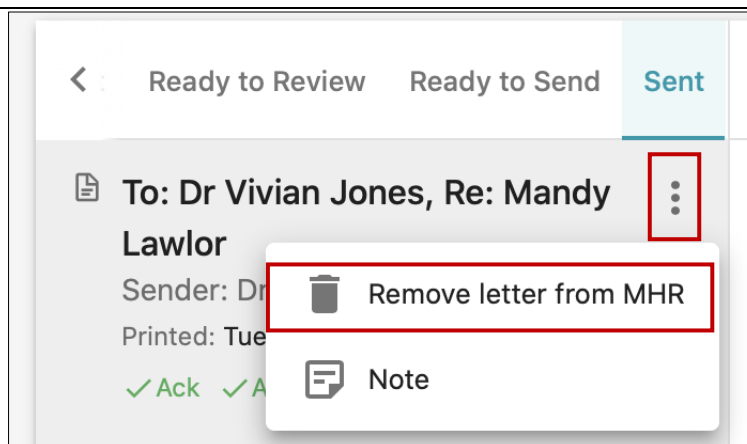 Ready to Review Ready to Send Sent
To: Dr Vivian Jones, Re: Mandy
Lawlor
Sender: Dr
Remove letter from MHR
Printed: Tue
Note
Ack